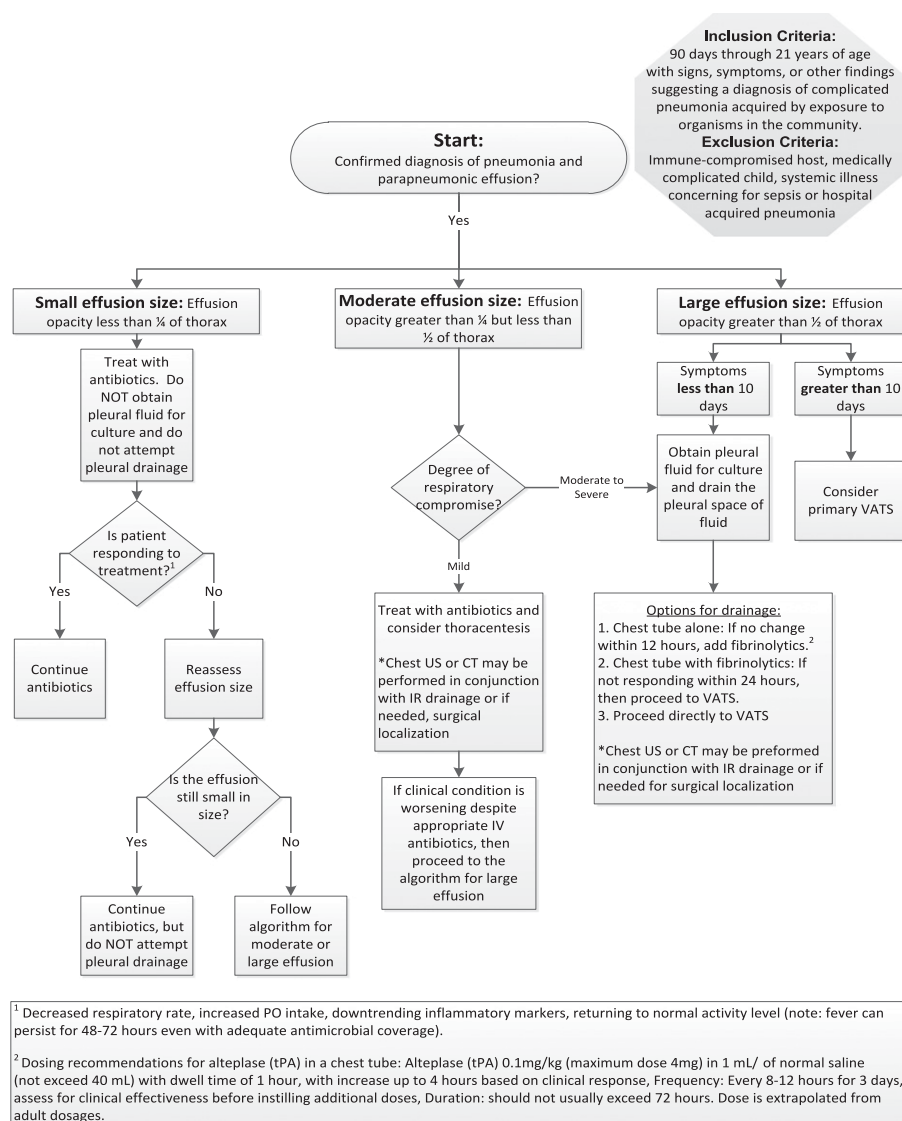 Inclusion Criteria:
90 days through 21 years of age
with signs, symptoms, or other findings
suggesting a diagnosis of complicated
pneumonia acquired by exposure to
organisms in the community.
Exclusion Criteria:
Immune-compromised host, medically
complicated child, systemic illness
concerning for sepsis or hospital
acquired pneumonia
Start:
Confirmed diagnosis of pneumonia and
parapneumonic effusion?
Yes
Small effusion size: Effusion
opacity less than ¼ of thorax
Treat with
antibiotics. Do
NOT obtain
pleural fluid for
culture and do
not attempt
pleural drainage
Is patient
responding to
treatment?¹
Yes
No
Continue
antibiotics
Reassess
effusion size
Is the effusion
still small in
size?
Yes
No
Continue
antibiotics, but
do NOT attempt
pleural drainage
Follow
algorithm for
moderate or
large effusion
Moderate effusion size: Effusion
opacity greater than ¼ but less than
½ of thorax
Degree of
respiratory
compromise?
Moderate to
Severe
Mild
Treat with antibiotics and
consider thoracentesis
*Chest US or CT may be
performed in conjunction
with IR drainage or if
needed, surgical
localization
If clinical condition is
worsening despite
appropriate IV
antibiotics, then
proceed to the
algorithm for large
effusion
Large effusion size: Effusion
opacity greater than ½ of thorax
Symptoms
less than 10
days
Symptoms
greater than 10
days
Obtain pleural
fluid for culture
and drain the
pleural space of
fluid
Consider
primary VATS
Options for drainage:
1. Chest tube alone: If no change
within 12 hours, add fibrinolytics.²
2. Chest tube with fibrinolytics: If
not responding within 24 hours,
then proceed to VATS.
3. Proceed directly to VATS
*Chest US or CT may be preformed
in conjunction with IR drainage or if
needed for surgical localization
¹ Decreased respiratory rate, increased PO intake, downtrending inflammatory markers, returning to normal activity level (note: fever can
persist for 48-72 hours even with adequate antimicrobial coverage).
² Dosing recommendations for alteplase (tPA) in a chest tube: Alteplase (tPA) 0.1mg/kg (maximum dose 4mg) in 1 mL/ of normal saline
(not exceed 40 mL) with dwell time of 1 hour, with increase up to 4 hours based on clinical response, Frequency: Every 8-12 hours for 3 days,
assess for clinical effectiveness before instilling additional doses, Duration: should not usually exceed 72 hours. Dose is extrapolated from
adult dosages.